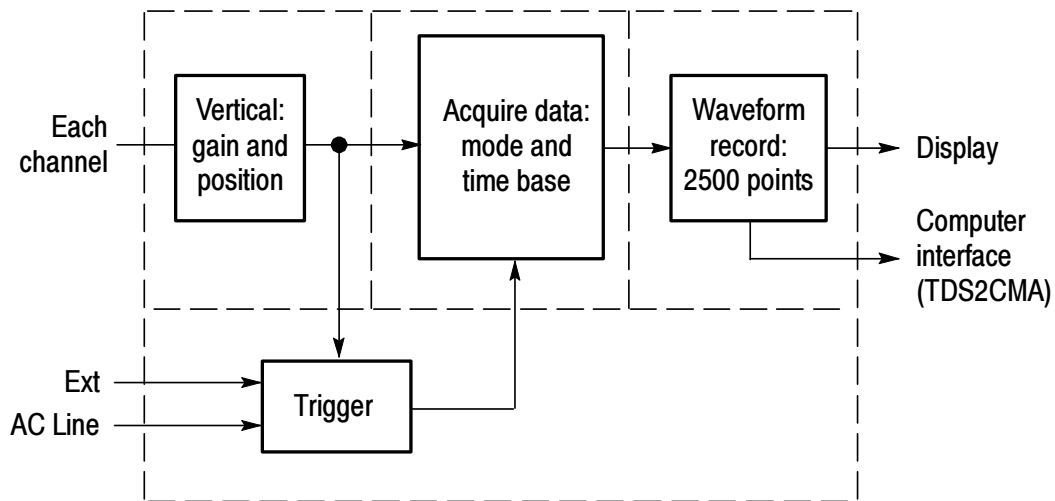 Each
channel
Vertical:
gain and
position
Acquire data:
mode and
time base
Waveform
record:
2500 points
Display
Computer
interface
(TDS2CMA)
Ext
AC Line
Trigger